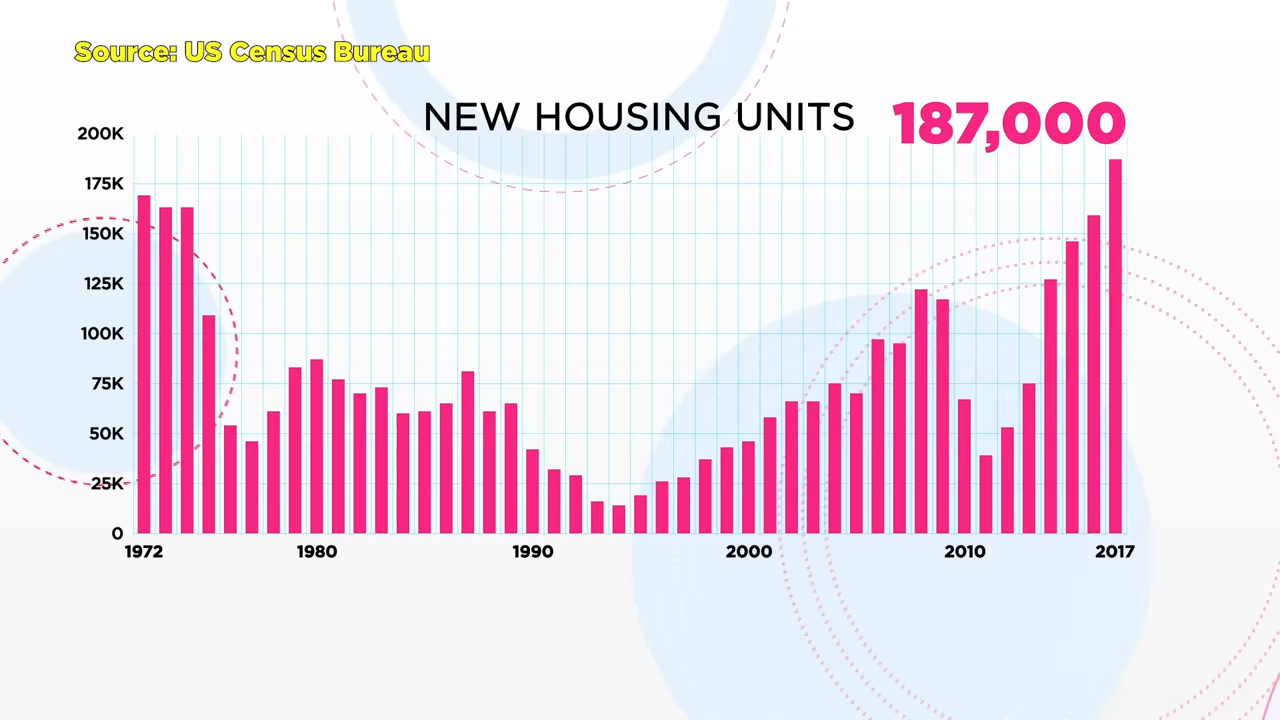 Source: US Census Bureau
NEW HOUSING UNITS 187,000
200K
175K
150K
125K
100K
75K
50K
25K
0
1972 1980 1990 2000 2010 2017